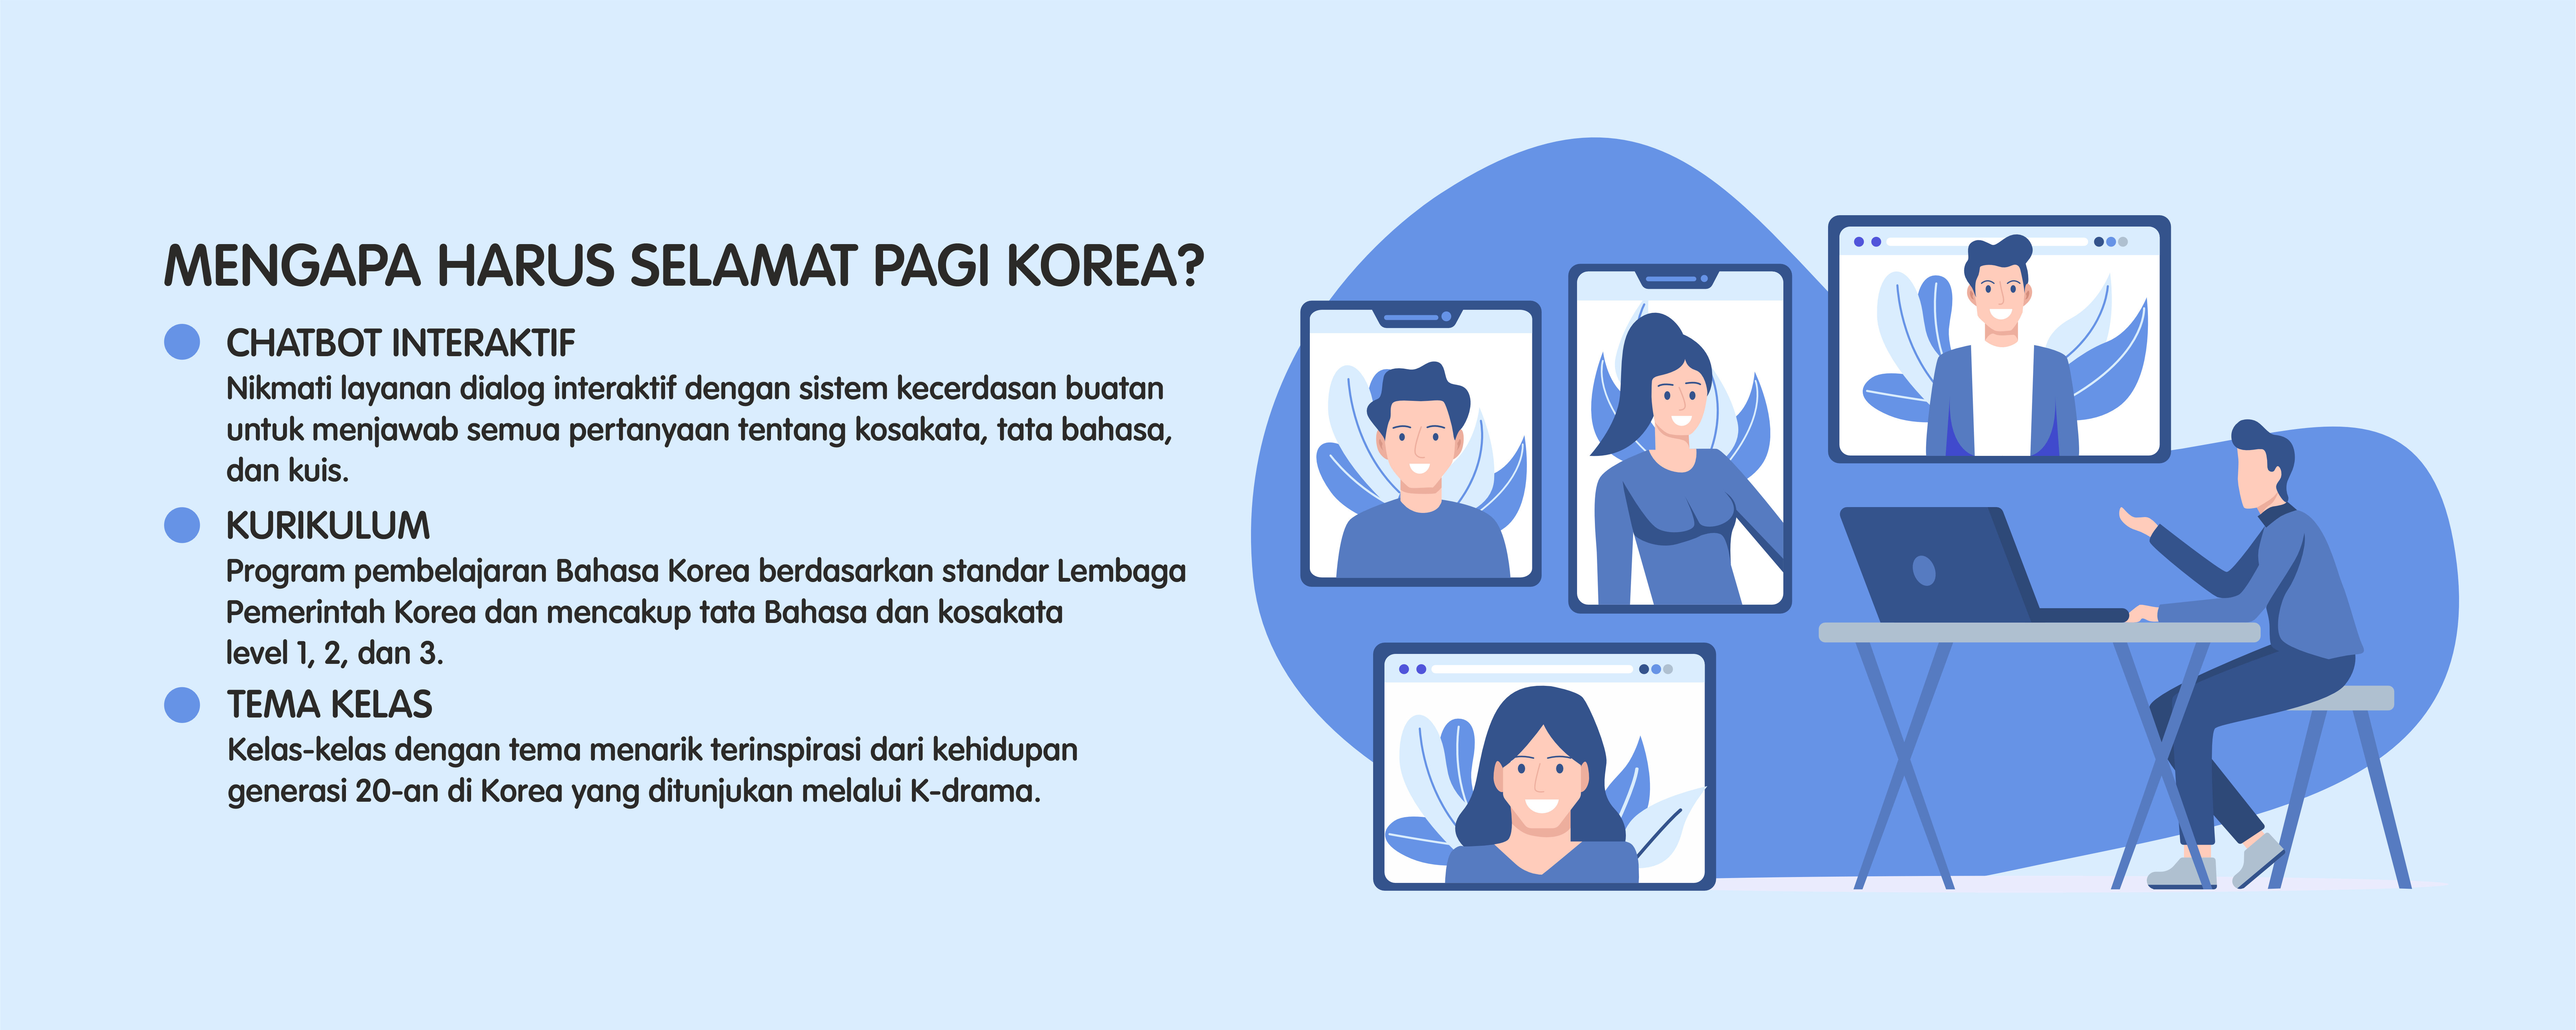 MENGAPA HARUS SELAMAT PAGI KOREA?
CHATBOT INTERAKTIF
Nikmati layanan dialog interaktif dengan sistem kecerdasan buatan
untuk menjawab semua pertanyaan tentang kosakata, tata bahasa,
dan kuis.
KURIKULUM
Program pembelajaran Bahasa Korea berdasarkan standar Lembaga
Pemerintah Korea dan mencakup tata Bahasa dan kosakata
level 1, 2, dan 3.
TEMA KELAS
Kelas-kelas dengan tema menarik terinspirasi dari kehidupan
generasi 20-an di Korea yang ditunjukan melalui K-drama.